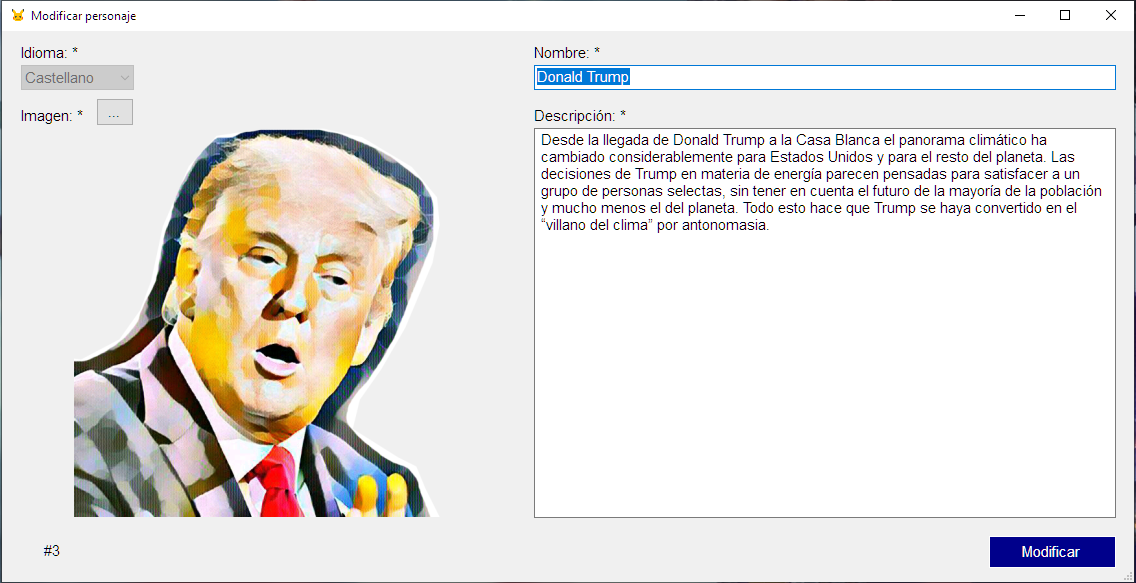 Modificar personaje
Idioma: *
Castellano
Imagen: *
...
Nombre: *
Donald Trump
Descripción: *
Desde la llegada de Donald Trump a la Casa Blanca el panorama climático ha
cambiado considerablemente para Estados Unidos y para el resto del planeta. Las
decisiones de Trump en materia de energía parecen pensadas para satisfacer a un
grupo de personas selectas, sin tener en cuenta el futuro de la mayoría de la población
y mucho menos el del planeta. Todo esto hace que Trump se haya convertido en el
“villano del clima” por antonomasia.
#3
Modificar